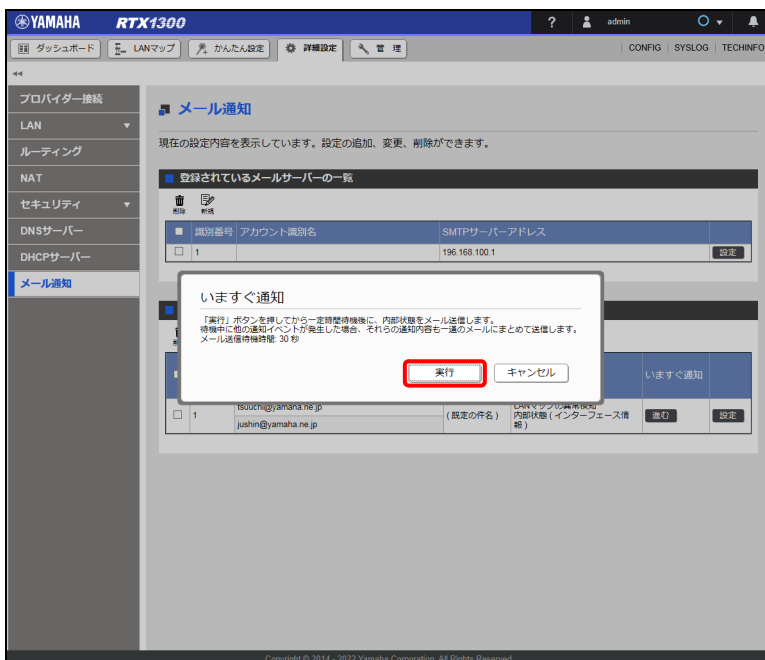 YAMAHA RTX1300 ? admin
ダッシュボード LANマップ かんたん設定 詳細設定 管理 CONFIG SYSLOG TECHINFO
プロバイダー接続
LAN
ルーティング
NAT
セキュリティ
DNSサーバー
DHCPサーバー
メール通知
メール通知
現在の設定内容を表示しています。設定の追加、変更、削除ができます。
登録されているメールサーバーの一覧
削除 新規
識別番号 アカウント識別名 SMTPサーバーアドレス
1 196.168.100.1 設定
いますぐ通知
「実行」ボタンを押してから一定時間待機後に、内部状態をメール送信します。
待機中に他の通知イベントが発生した場合、それらの通知内容も一通のメールにまとめて送信します。
メール送信待機時間: 30 秒
実行 キャンセル
いますぐ通知
1 tsuuchi@yamaha.ne.jp (既定の件名) LANマップの異常検知 進む 設定
内部状態 ( インターフェース情
報 )
jushin@yamaha.ne.jp
Copyright © 2014 - 2022 Yamaha Corporation. All Rights Reserved.